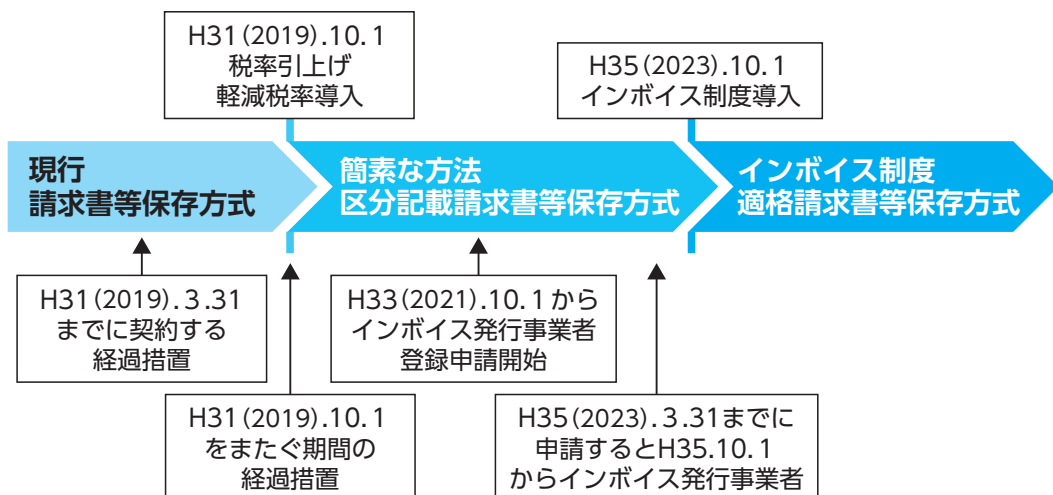 H31(2019).10.1
税率引上げ
軽減税率導入
H35(2023).10.1
インボイス制度導入
現行
請求書等保存方式
簡素な方法
区分記載請求書等保存方式
インボイス制度
適格請求書等保存方式
H31(2019).3.31
までに契約する
経過措置
H33(2021).10.1から
インボイス発行事業者
登録申請開始
H31(2019).10.1
をまたぐ期間の
経過措置
H35(2023).3.31までに
申請するとH35.10.1
からインボイス発行事業者